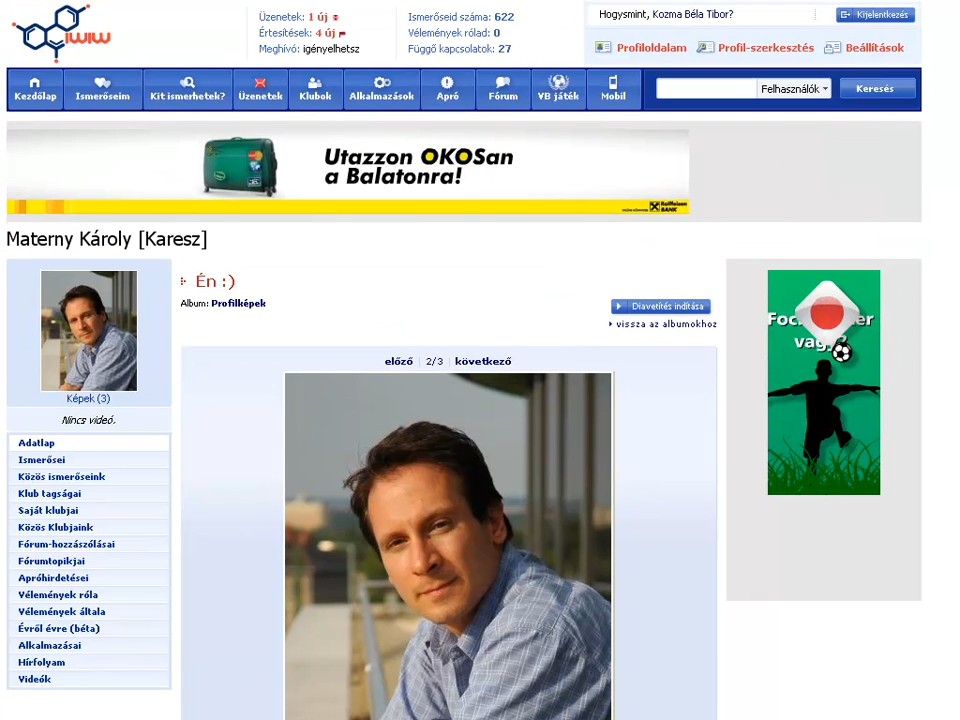 iwiw
Üzenetek: 1 új
Értesítések: 4 új
Meghívó: igényelhetsz
Ismerőseid száma: 622
Vélemények rólad: 0
Függő kapcsolatok: 27
Hogysmint, Kozma Béla Tibor?
Kijelentkezés
Profiloldalam
Profil-szerkesztés
Beállítások
Kezdőlap
Ismerőseim
Kit ismerhetek?
Üzenetek
Klubok
Alkalmazások
Apró
Fórum
VB játék
Mobil
Felhasználók
Keresés
Utazzon OKOSan
a Balatonra!
Raiffeisen
BANK
Materny Károly [Karesz]
Képek (3)
Nincs videó.
Adatlap
Ismerősei
Közös ismerőseink
Klub tagságai
Saját klubjai
Közös Klubjaink
Fórum-hozzászólásai
Fórumtopikjai
Apróhirdetései
Vélemények róla
Vélemények általa
Évről évre (béta)
Alkalmazásai
Hírfolyam
Videók
Én :)
Album: Profilképek
Diavetítés indítása
vissza az albumokhoz
előző | 2/3 | következő